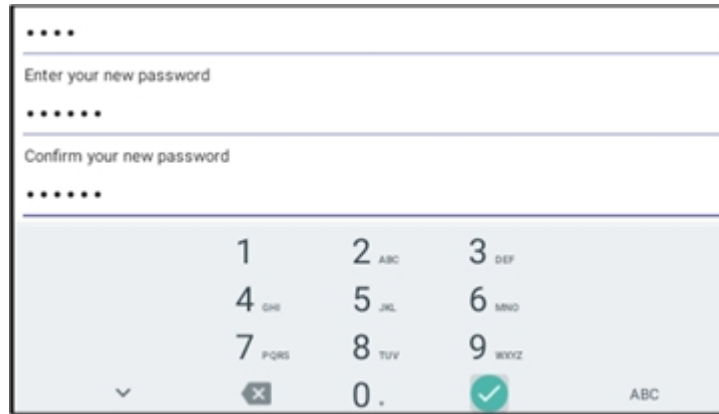 ••••
Enter your new password
••••••
Confirm your new password
••••••
1 2 ABC 3 DEF
4 GHI 5 JKL 6 MNO
7 PQRS 8 TUV 9 WXYZ
0 . ABC